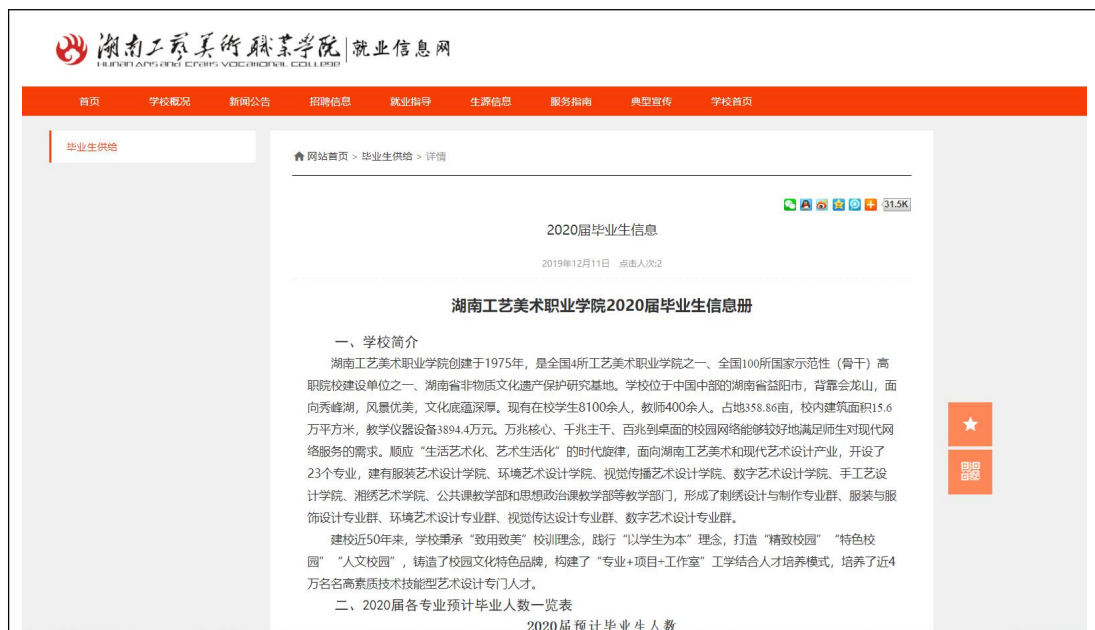 湖南工艺美术职业学院 就业信息网
HUNAN ARTS AND CRAFTS VOCATIONAL COLLEGE
首页 学校概况 新闻公告 招聘信息 就业指导 生源信息 服务指南 典型宣传 学校首页
毕业生供给
网站首页 > 毕业生供给 > 详情
31.5K
2020届毕业生信息
2019年12月11日 点击人次:2
湖南工艺美术职业学院2020届毕业生信息册
一、学校简介
湖南工艺美术职业学院创建于1975年，是全国4所工艺美术职业学院之一、全国100所国家示范性（骨干）高
职院校建设单位之一、湖南省非物质文化遗产保护研究基地。学校位于中国中部的湖南省益阳市，背靠会龙山，面
向秀峰湖，风景优美，文化底蕴深厚。现有在校学生8100余人，教师400余人。占地358.86亩，校内建筑面积15.6
万平方米，教学仪器设备3894.4万元。万兆核心、千兆主干、百兆到桌面的校园网络能够较好地满足师生对现代网
络服务的需求。顺应“生活艺术化、艺术生活化”的时代旋律，面向湖南工艺美术和现代艺术设计产业，开设了
23个专业，建有服装艺术设计学院、环境艺术设计学院、视觉传播艺术设计学院、数字艺术设计学院、手工艺设
计学院、湘绣艺术学院、公共课教学部和思想政治课教学部等教学部门，形成了刺绣设计与制作专业群、服装与服
饰设计专业群、环境艺术设计专业群、视觉传达设计专业群、数字艺术设计专业群。
建校近50年来，学校秉承“致用致美”校训理念，践行“以学生为本”理念，打造“精致校园”“特色校
园”“人文校园”，铸造了校园文化特色品牌，构建了“专业+项目+工作室”工学结合人才培养模式，培养了近4
万名名高素质技术技能型艺术设计专门人才。
二、2020届各专业预计毕业人数一览表
2020届预计毕业生人数